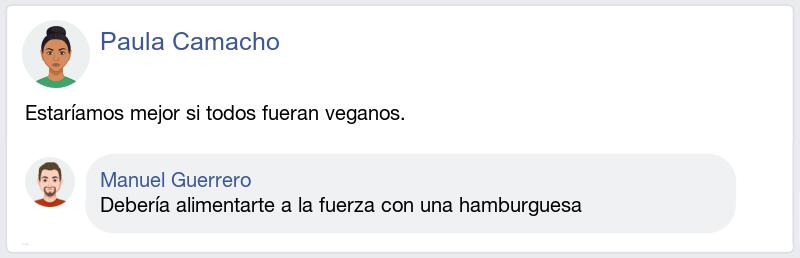 Paula Camacho
Estaríamos mejor si todos fueran veganos.
Manuel Guerrero
Debería alimentarte a la fuerza con una hamburguesa